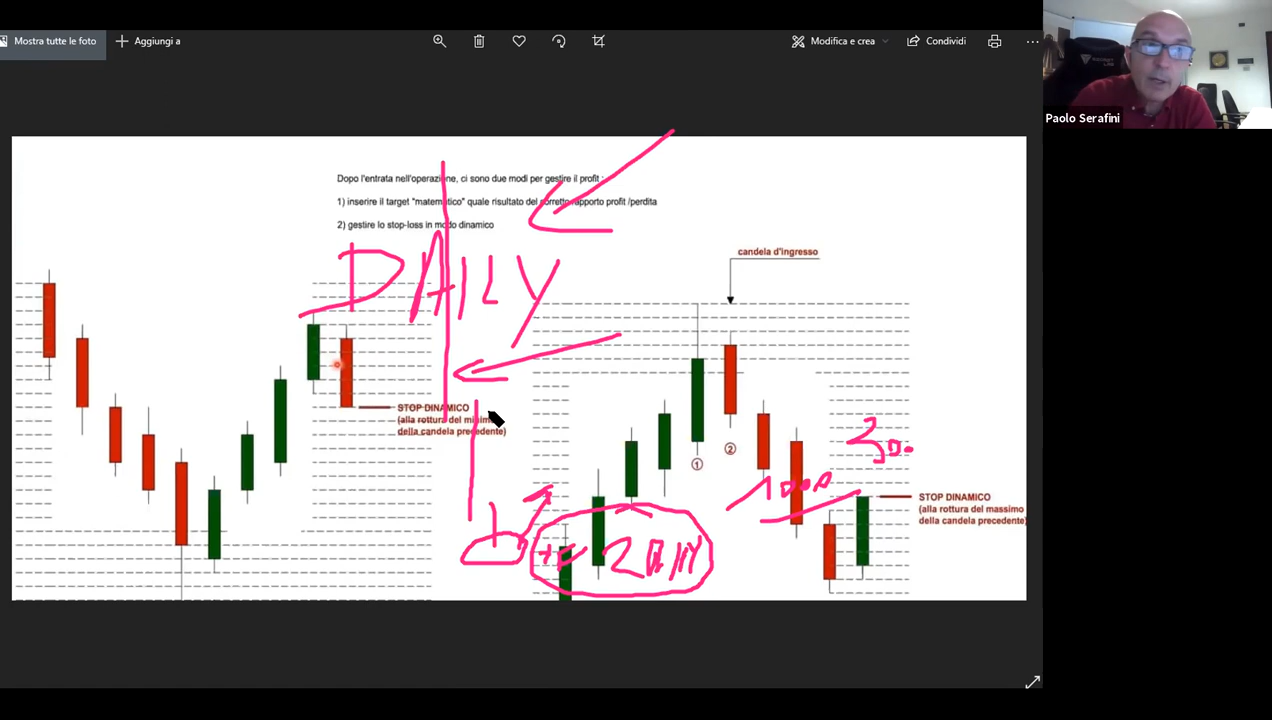 Mostra tutte le foto
Aggiungi a
Modifica e crea
Condividi
Paolo Serafini
Dopo l'entrata nell'operazione, ci sono due modi per gestire il profit :
1) inserire il target "matematico" quale risultato del corretto rapporto profit /perdita
2) gestire lo stop-loss in modo dinamico
DAILY
candela d'ingresso
STOP DINAMICO
(alla rottura del minimo
della candela precedente)
①
②
1000
STOP DINAMICO
(alla rottura del massimo
della candela precedente)